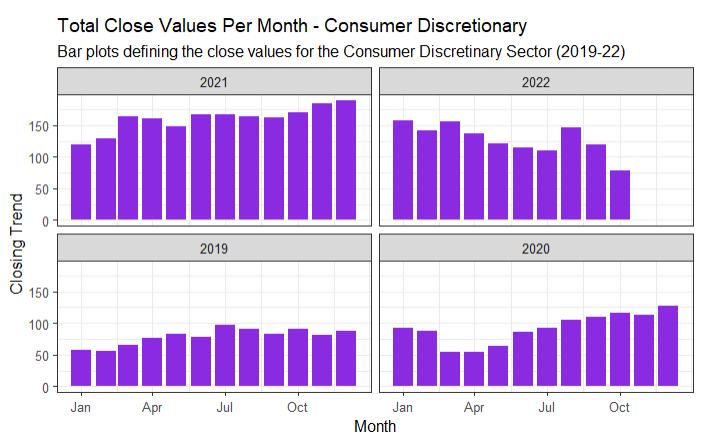 Total Close Values Per Month - Consumer Discretionary
Bar plots defining the close values for the Consumer Discretinary Sector (2019-22)
2021
2022
150
100
50
0
2019
2020
150
100
50
0
Jan Apr Jul Oct
Jan Apr Jul Oct
Closing Trend
Month